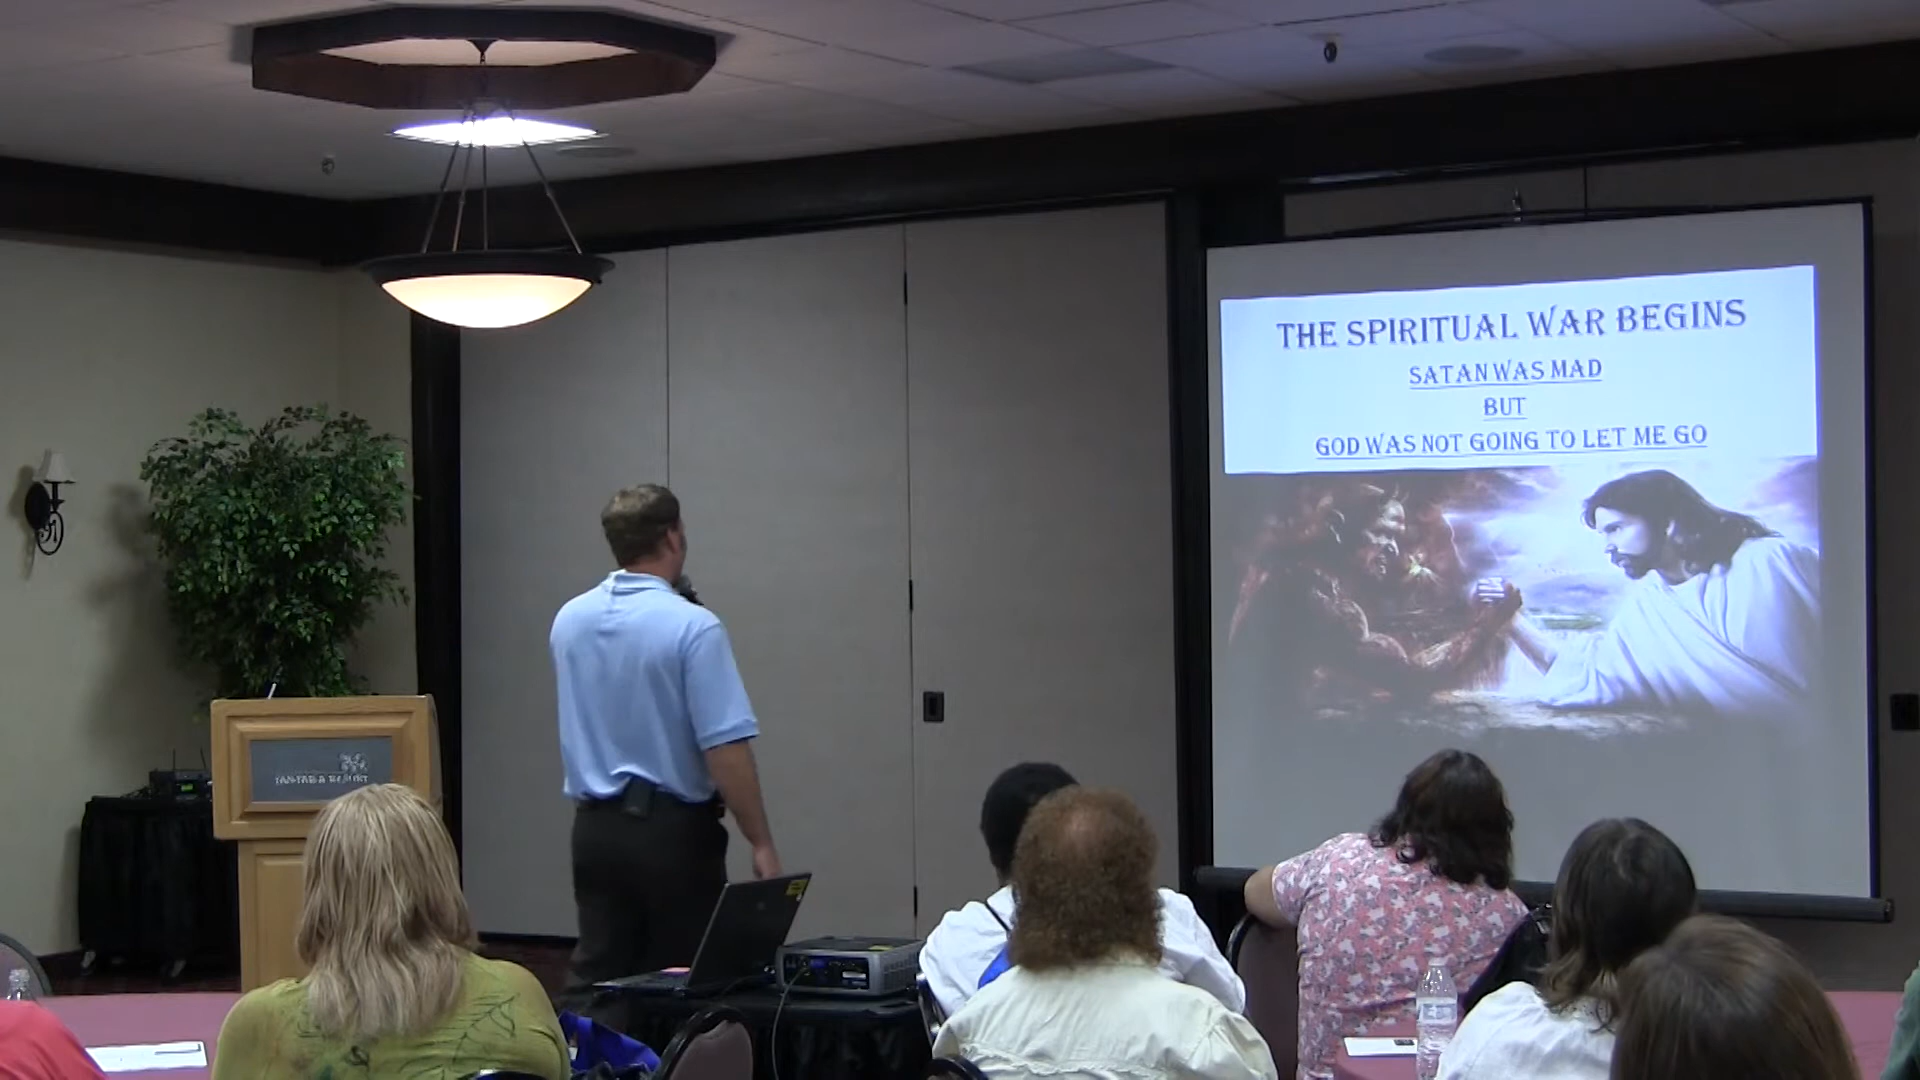 THE SPIRITUAL WAR BEGINS
SATAN WAS MAD
BUT
GOD WAS NOT GOING TO LET ME GO